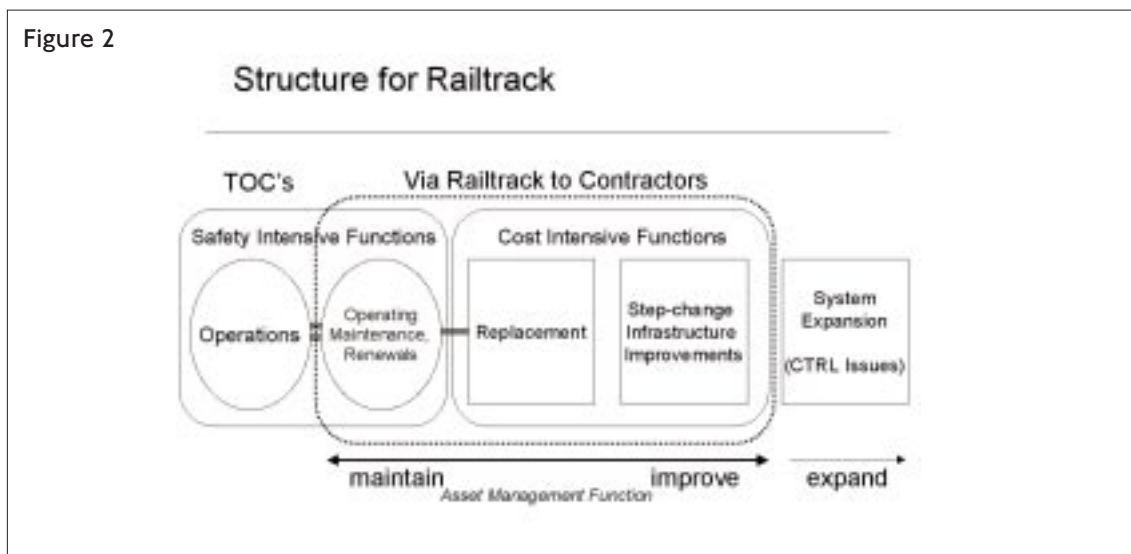 Figure 2
Structure for Railtrack
TOC's
Via Railtrack to Contractors
Safety Intensive Functions
Cost Intensive Functions
Operations
Operating
Maintenance,
Renewals
Replacement
Step-change
Infrastructure
Improvements
System
Expansion
(CTRL Issues)
maintain
improve
expand
Asset Management Function